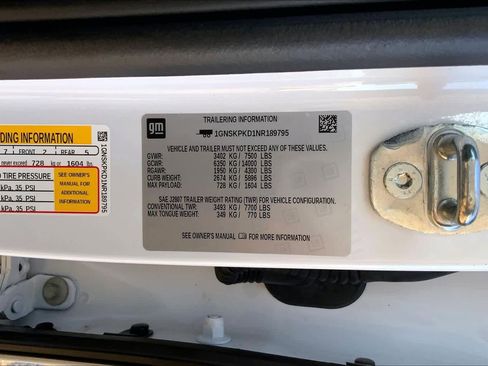 DING INFORMATION
7 FRONT 2 REAR 5
never exceed 728 kg or 1604 lbs
D TIRE PRESSURE
kPa, 35 PSI
kPa, 35 PSI
kPa, 35 PSI
SEE OWNER'S
MANUAL FOR
ADDITIONAL
INFORMATION
1GNSKPKD1NR189795
gm
TRAILERING INFORMATION
1GNSKPKD1NR189795
VEHICLE AND TRAILER MUST NOT EXCEED ANY OF THESE VALUES.
GVWR: 3402 KG / 7500 LBS
GCWR: 6350 KG / 14000 LBS
RGAWR: 1950 KG / 4300 LBS
CURB WEIGHT: 2674 KG / 5896 LBS
MAX PAYLOAD: 728 KG / 1604 LBS
SAE J2807 TRAILER WEIGHT RATING (TWR) FOR VEHICLE CONFIGURATION.
CONVENTIONAL TWR: 3493 KG / 7700 LBS
MAX TONGUE WEIGHT: 349 KG / 770 LBS
SEE OWNER'S MANUAL FOR MORE INFORMATION